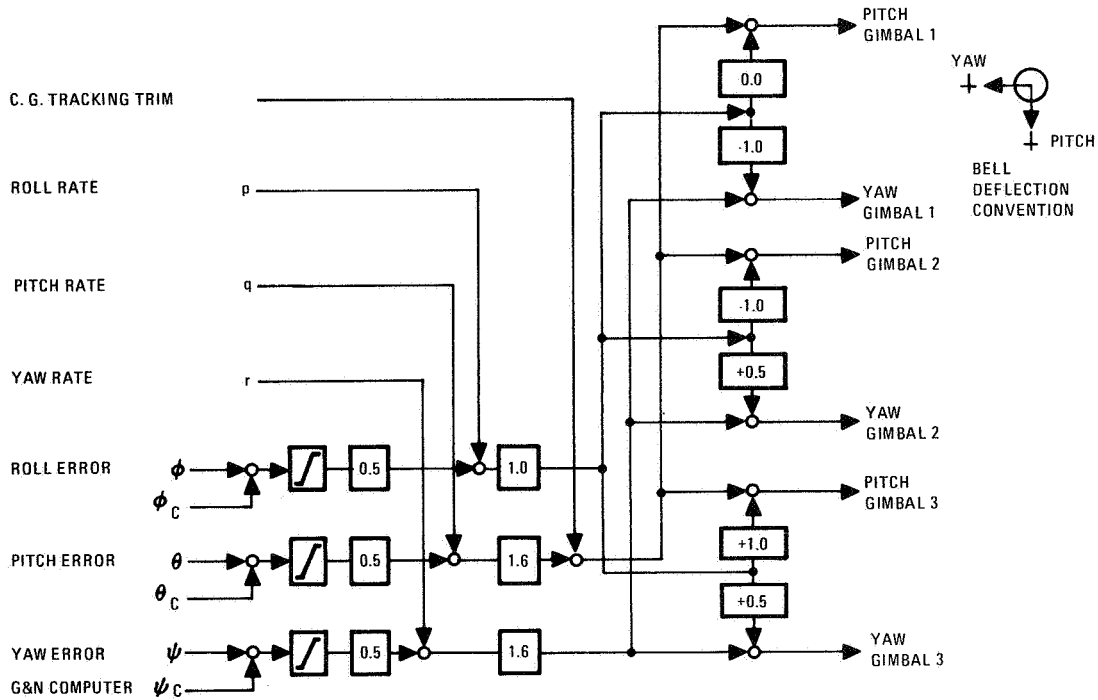 PITCH
GIMBAL 1
YAW
+
0.0
C. G. TRACKING TRIM
-1.0
+ PITCH
BELL
DEFLECTION
CONVENTION
ROLL RATE p
YAW
GIMBAL 1
PITCH
GIMBAL 2
PITCH RATE q
-1.0
YAW RATE r
+0.5
YAW
GIMBAL 2
ROLL ERROR ϕ 0.5 1.0
ϕ C
PITCH
GIMBAL 3
+1.0
PITCH ERROR θ 0.5 1.6
θ C
+0.5
YAW ERROR ψ 0.5 1.6
YAW
GIMBAL 3
G&N COMPUTER ψ C